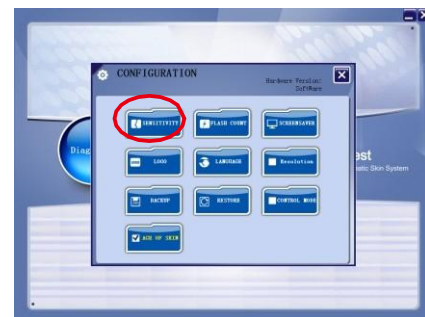 CONFIGURATION
Hardware Version:
Software
SENSITIVITY
FLASH COUNT
SCREENSAVER
LOGO
LANGUAGE
Resolution
BACKUP
RESTORE
CONTROL MODE
AGE OF SKIN
Diag
est
atic Skin System